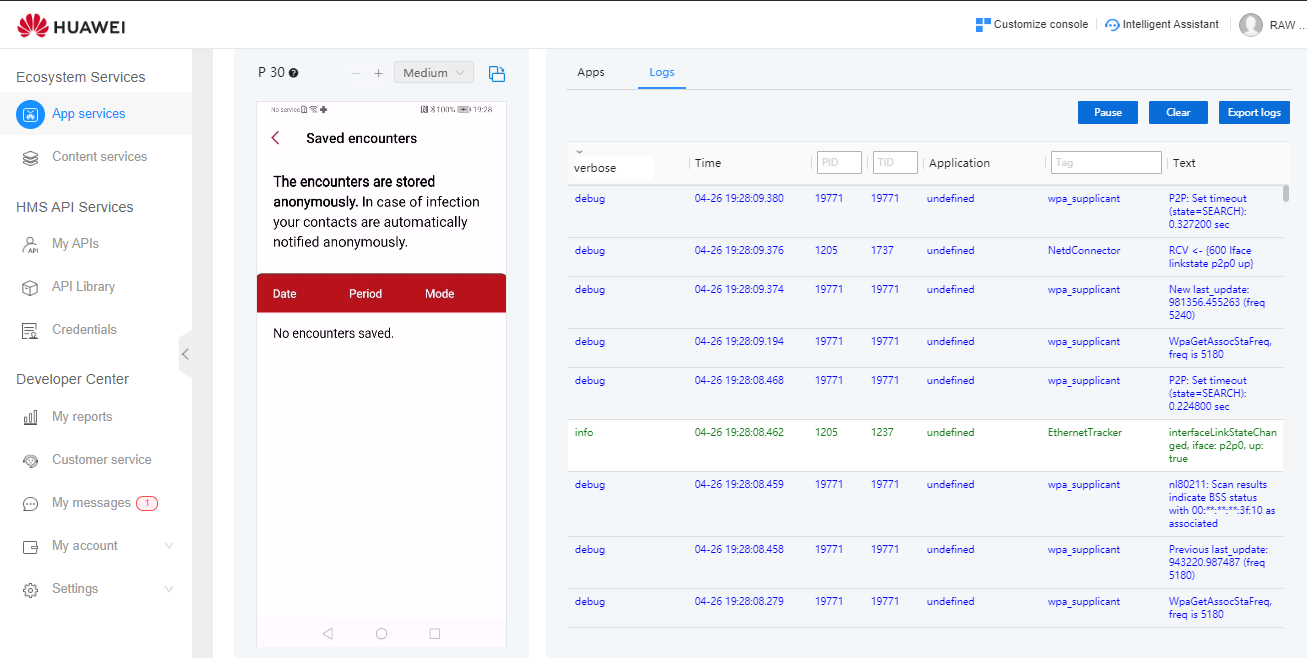 HUAWEI
Customize console
Intelligent Assistant
RAW ...
Ecosystem Services
App services
Content services
HMS API Services
My APIs
API Library
Credentials
Developer Center
My reports
Customer service
My messages 1
My account
Settings
P 30 ?
− + Medium
No service 100% 19:28
Saved encounters
The encounters are stored
anonymously. In case of infection
your contacts are automatically
notified anonymously.
Date Period Mode
No encounters saved.
Apps Logs
Pause Clear Export logs
verbose Time PID TID Application Tag Text
debug 04-26 19:28:09.380 19771 19771 undefined wpa_supplicant P2P: Set timeout
(state=SEARCH):
0.327200 sec
debug 04-26 19:28:09.376 1205 1737 undefined NetdConnector RCV <- {600 Iface
linkstate p2p0 up}
debug 04-26 19:28:09.374 19771 19771 undefined wpa_supplicant New last_update:
981356.455263 (freq
5240)
debug 04-26 19:28:09.194 19771 19771 undefined wpa_supplicant WpaGetAssocStaFreq,
freq is 5180
debug 04-26 19:28:08.468 19771 19771 undefined wpa_supplicant P2P: Set timeout
(state=SEARCH):
0.224800 sec
info 04-26 19:28:08.462 1205 1237 undefined EthernetTracker interfaceLinkStateChan
ged, iface: p2p0, up:
true
debug 04-26 19:28:08.459 19771 19771 undefined wpa_supplicant nl80211: Scan results
indicate BSS status
with 00:**:**:**:3f:10 as
associated
debug 04-26 19:28:08.458 19771 19771 undefined wpa_supplicant Previous last_update:
943220.987487 (freq
5180)
debug 04-26 19:28:08.279 19771 19771 undefined wpa_supplicant WpaGetAssocStaFreq,
freq is 5180